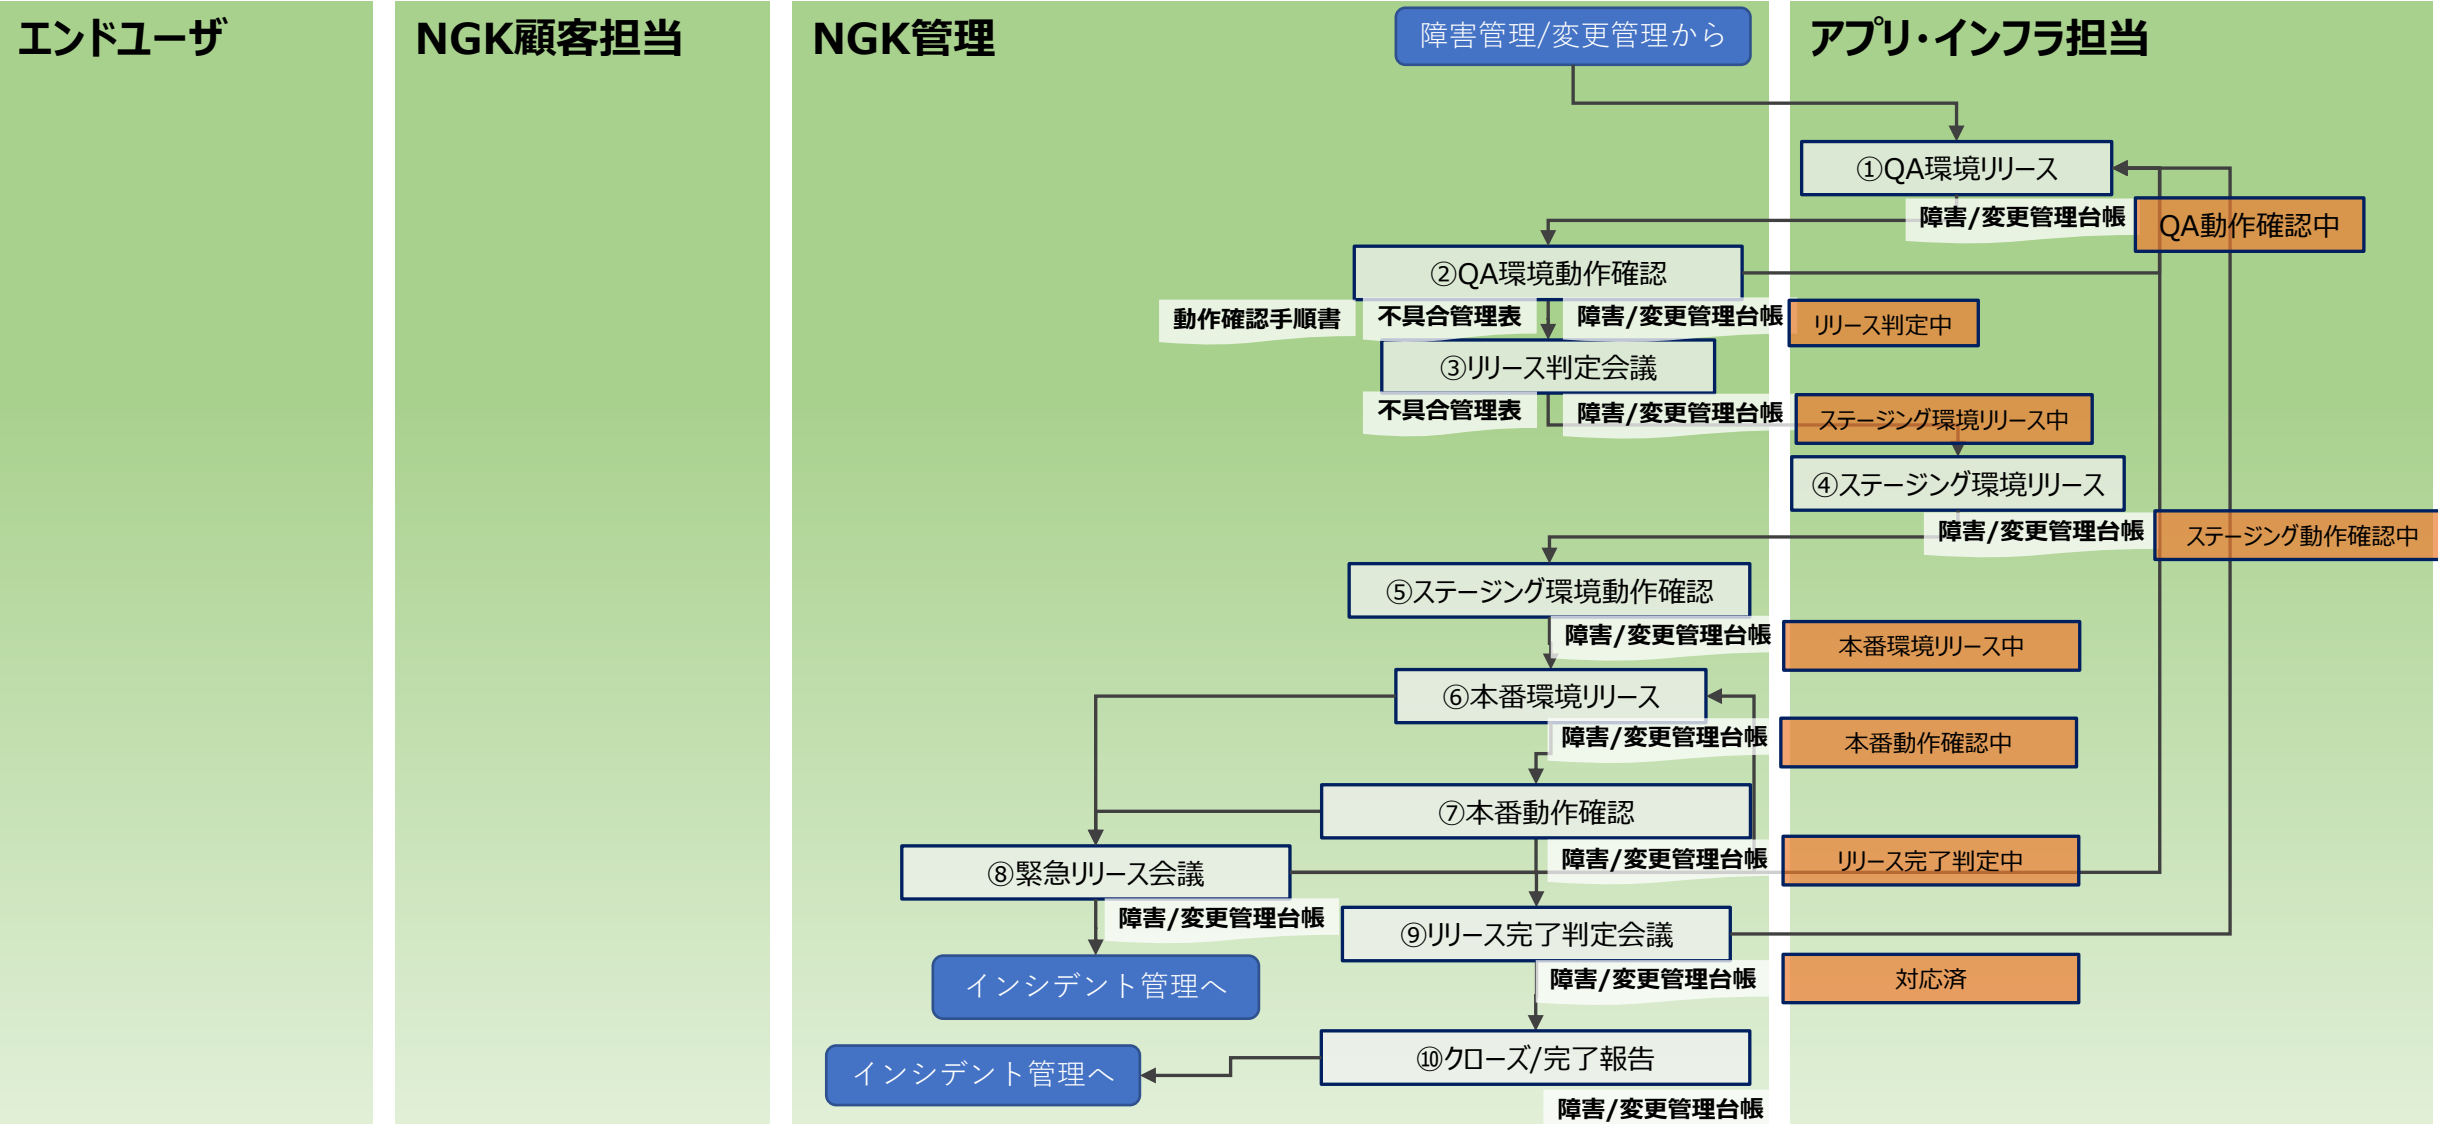 エンドユーザ
NGK顧客担当
NGK管理
障害管理/変更管理から
アプリ・インフラ担当
①QA環境リリース
障害/変更管理台帳
QA動作確認中
②QA環境動作確認
動作確認手順書
不具合管理表
障害/変更管理台帳
リリース判定中
③リリース判定会議
不具合管理表
障害/変更管理台帳
ステージング環境リリース中
④ステージング環境リリース
障害/変更管理台帳
ステージング動作確認中
⑤ステージング環境動作確認
障害/変更管理台帳
本番環境リリース中
⑥本番環境リリース
障害/変更管理台帳
本番動作確認中
⑦本番動作確認
障害/変更管理台帳
リリース完了判定中
⑧緊急リリース会議
障害/変更管理台帳
⑨リリース完了判定会議
インシデント管理へ
障害/変更管理台帳
対応済
⑩クローズ/完了報告
インシデント管理へ
障害/変更管理台帳